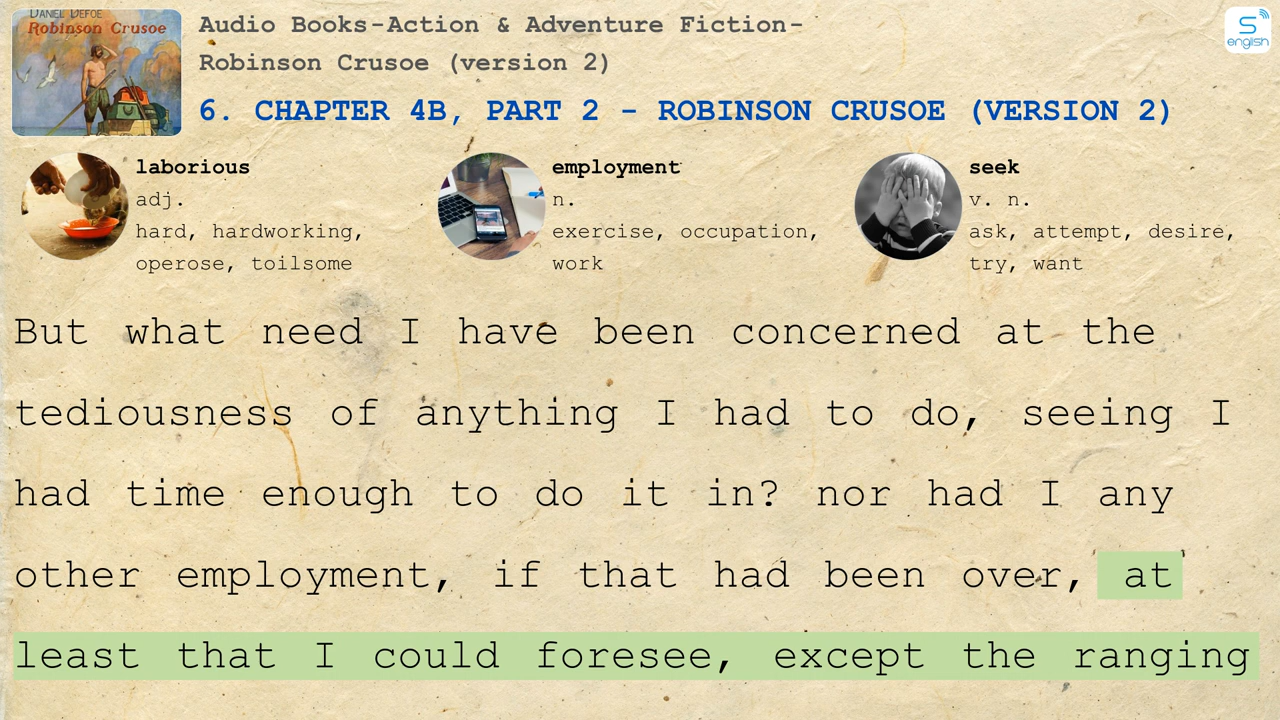 DANIEL DEFOE
Robinson Crusoe
Audio Books-Action & Adventure Fiction-
Robinson Crusoe (version 2)
6. CHAPTER 4B, PART 2 - ROBINSON CRUSOE (VERSION 2)
S
english
laborious
adj.
hard, hardworking,
operose, toilsome
employment
n.
exercise, occupation,
work
seek
v. n.
ask, attempt, desire,
try, want
But what need I have been concerned at the
tediousness of anything I had to do, seeing I
had time enough to do it in? nor had I any
other employment, if that had been over, at
least that I could foresee, except the ranging